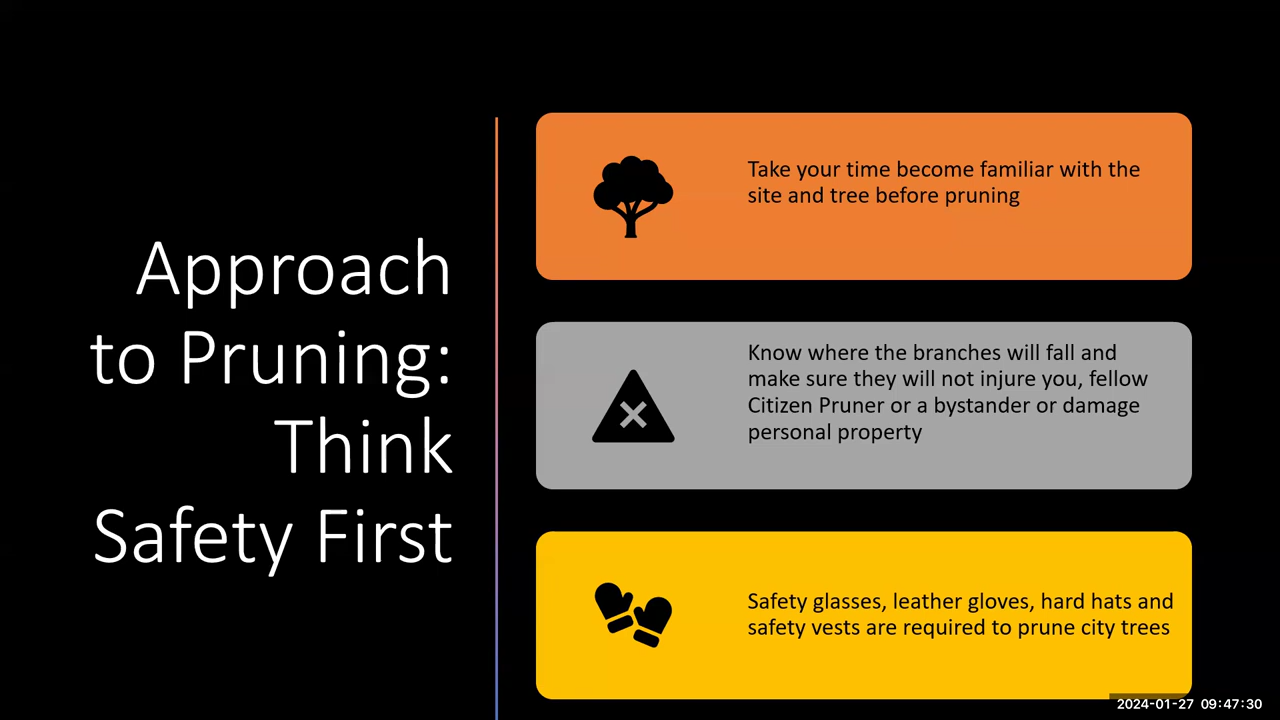 Approach
to Pruning:
Think
Safety First
Take your time become familiar with the
site and tree before pruning
Know where the branches will fall and
make sure they will not injure you, fellow
Citizen Pruner or a bystander or damage
personal property
Safety glasses, leather gloves, hard hats and
safety vests are required to prune city trees
2024-01-27 09:47:30